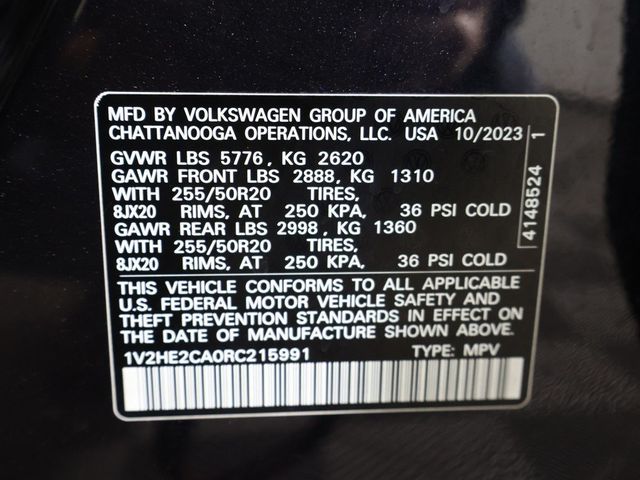 MFD BY VOLKSWAGEN GROUP OF AMERICA
CHATTANOOGA OPERATIONS, LLC. USA 10/2023
GVWR LBS 5776, KG 2620
GAWR FRONT LBS 2888, KG 1310
WITH 255/50R20 TIRES,
8JX20 RIMS, AT 250 KPA, 36 PSI COLD
GAWR REAR LBS 2998, KG 1360
WITH 255/50R20 TIRES,
8JX20 RIMS, AT 250 KPA, 36 PSI COLD
THIS VEHICLE CONFORMS TO ALL APPLICABLE
U.S. FEDERAL MOTOR VEHICLE SAFETY AND
THEFT PREVENTION STANDARDS IN EFFECT ON
THE DATE OF MANUFACTURE SHOWN ABOVE.
1V2HE2CA0RC215991 TYPE: MPV
4148524 1